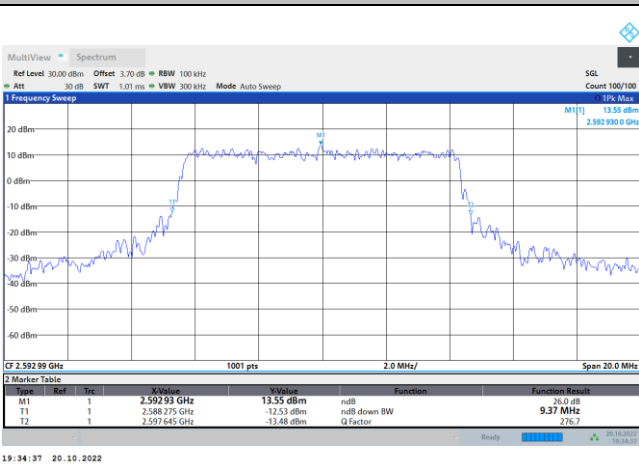 MultiView Spectrum
Ref Level 30.00 dBm Offset 3.70 dB RBW 100 kHz SGL
Att 30 dB SWT 1.01 ms VBW 300 kHz Mode Auto Sweep Count 100/100
1 Frequency Sweep 1Pk Max
M1[1] 13.55 dBm
2.592 930 0 GHz
20 dBm
M1
10 dBm
0 dBm
-10 dBm
T1 T2
-20 dBm
-30 dBm
-40 dBm
-50 dBm
-60 dBm
CF 2.592 99 GHz 1001 pts 2.0 MHz/ Span 20.0 MHz
2 Marker Table
Type Ref Trc X-Value Y-Value Function Function Result
M1 1 2.592 93 GHz 13.55 dBm ndB 26.0 dB
T1 1 2.588 275 GHz -12.53 dBm ndB down BW 9.37 MHz
T2 1 2.597 645 GHz -13.48 dBm Q Factor 276.7
Ready 20.10.2022
19:34:37
19:34:37 20.10.2022